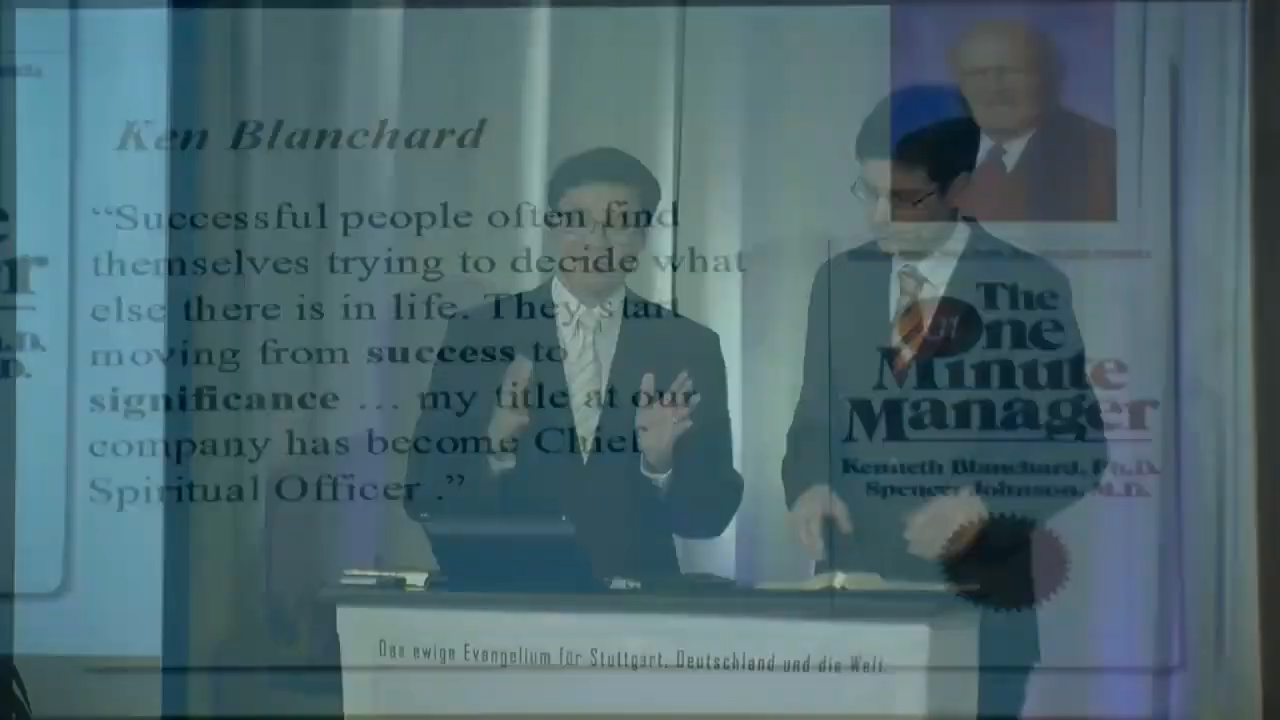 Ken Blanchard
“Successful people often find
themselves trying to decide what
else there is in life. They start
moving from success to
significance … my title at our
company has become Chief
Spiritual Officer .”
The
One
Minute
Manager
Kenneth Blanchard, Ph.D.
Spencer Johnson, M.D.
Das ewige Evangelium für Stuttgart, Deutschland und die Welt.